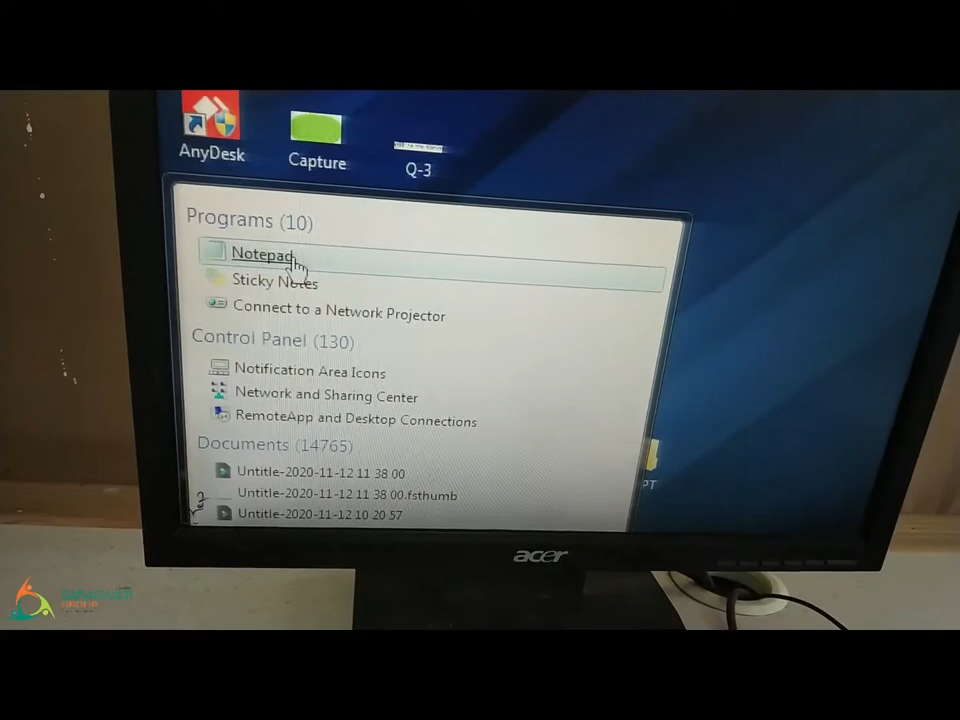 AnyDesk
Capture
Q-3
Programs (10)
Notepad
Sticky Notes
Connect to a Network Projector
Control Panel (130)
Notification Area Icons
Network and Sharing Center
RemoteApp and Desktop Connections
Documents (14765)
Untitle-2020-11-12 11 38 00
PT
Untitle-2020-11-12 11 38 00.fsthumb
Untitle-2020-11-12 10 20 57
acer
GROUP